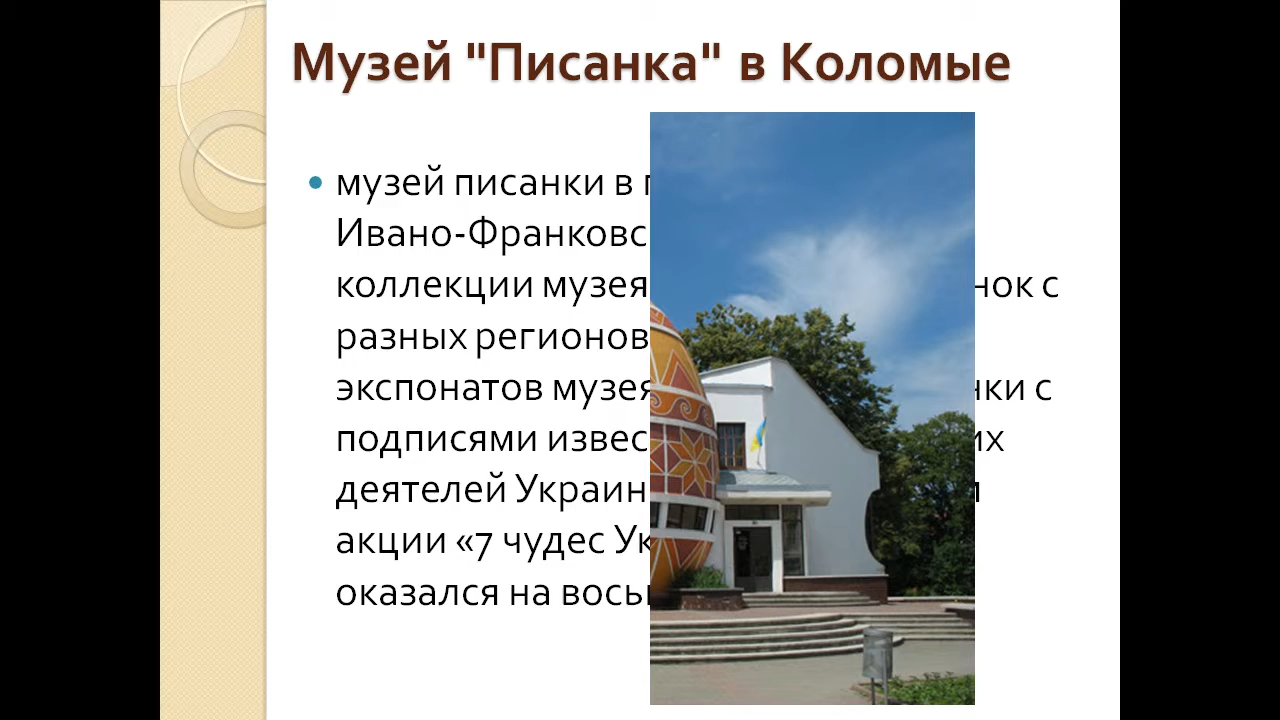 Музей "Писанка" в Коломые
музей писанки в
Ивано-Франковс
коллекции музея нок с
разных регионов
экспонатов музея нки с
подписями извес их
деятелей Украин
акции «7 чудес Ук
оказался на вось